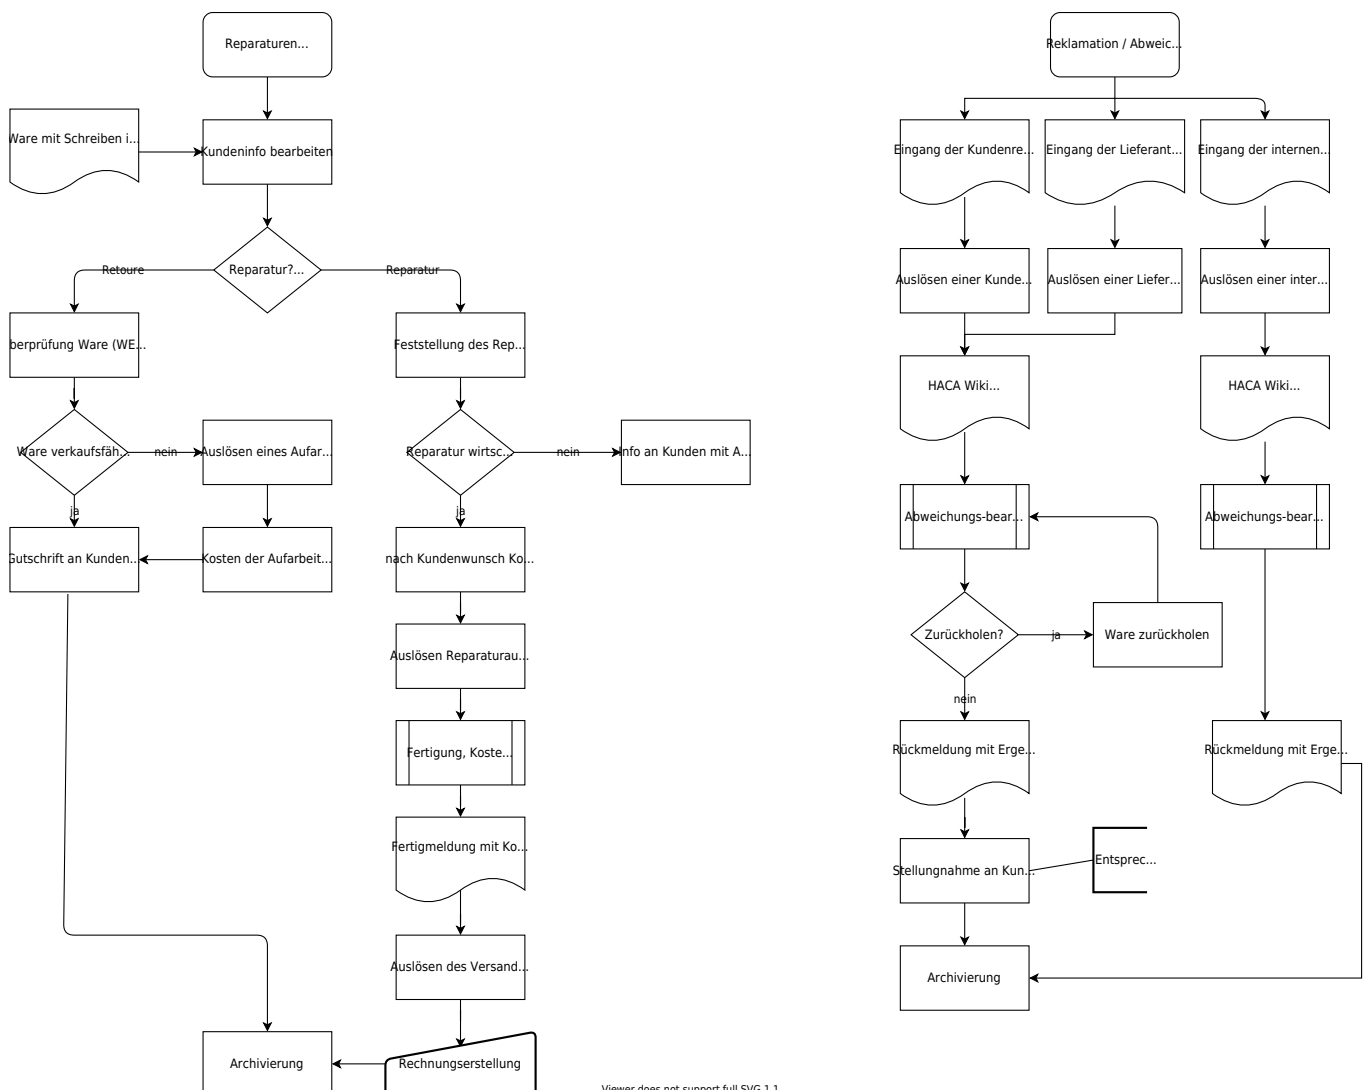 Reparaturen...
Ware mit Schreiben i...
Kundeninfo bearbeiten
Reparatur?...
Retoure
Reparatur
berprüfung Ware (WE...
Feststellung des Rep...
Ware verkaufsfäh...
nein
Auslösen eines Aufar...
Reparatur wirtsc...
nein
Info an Kunden mit A...
ja
ja
Gutschrift an Kunden...
Kosten der Aufarbeit...
nach Kundenwunsch Ko...
Auslösen Reparaturau...
Fertigung, Koste...
Fertigmeldung mit Ko...
Auslösen des Versand...
Archivierung
Rechnungserstellung
Reklamation / Abweic...
Eingang der Kundenre...
Eingang der Lieferant...
Eingang der internen...
Auslösen einer Kunde...
Auslösen einer Liefer...
Auslösen einer inter...
HACA Wiki...
HACA Wiki...
Abweichungs-bear...
Abweichungs-bear...
Zurückholen?
ja
Ware zurückholen
nein
Rückmeldung mit Erge...
Rückmeldung mit Erge...
Stellungnahme an Kun...
Entsprec...
Archivierung
Viewer does not support full SVG 1.1